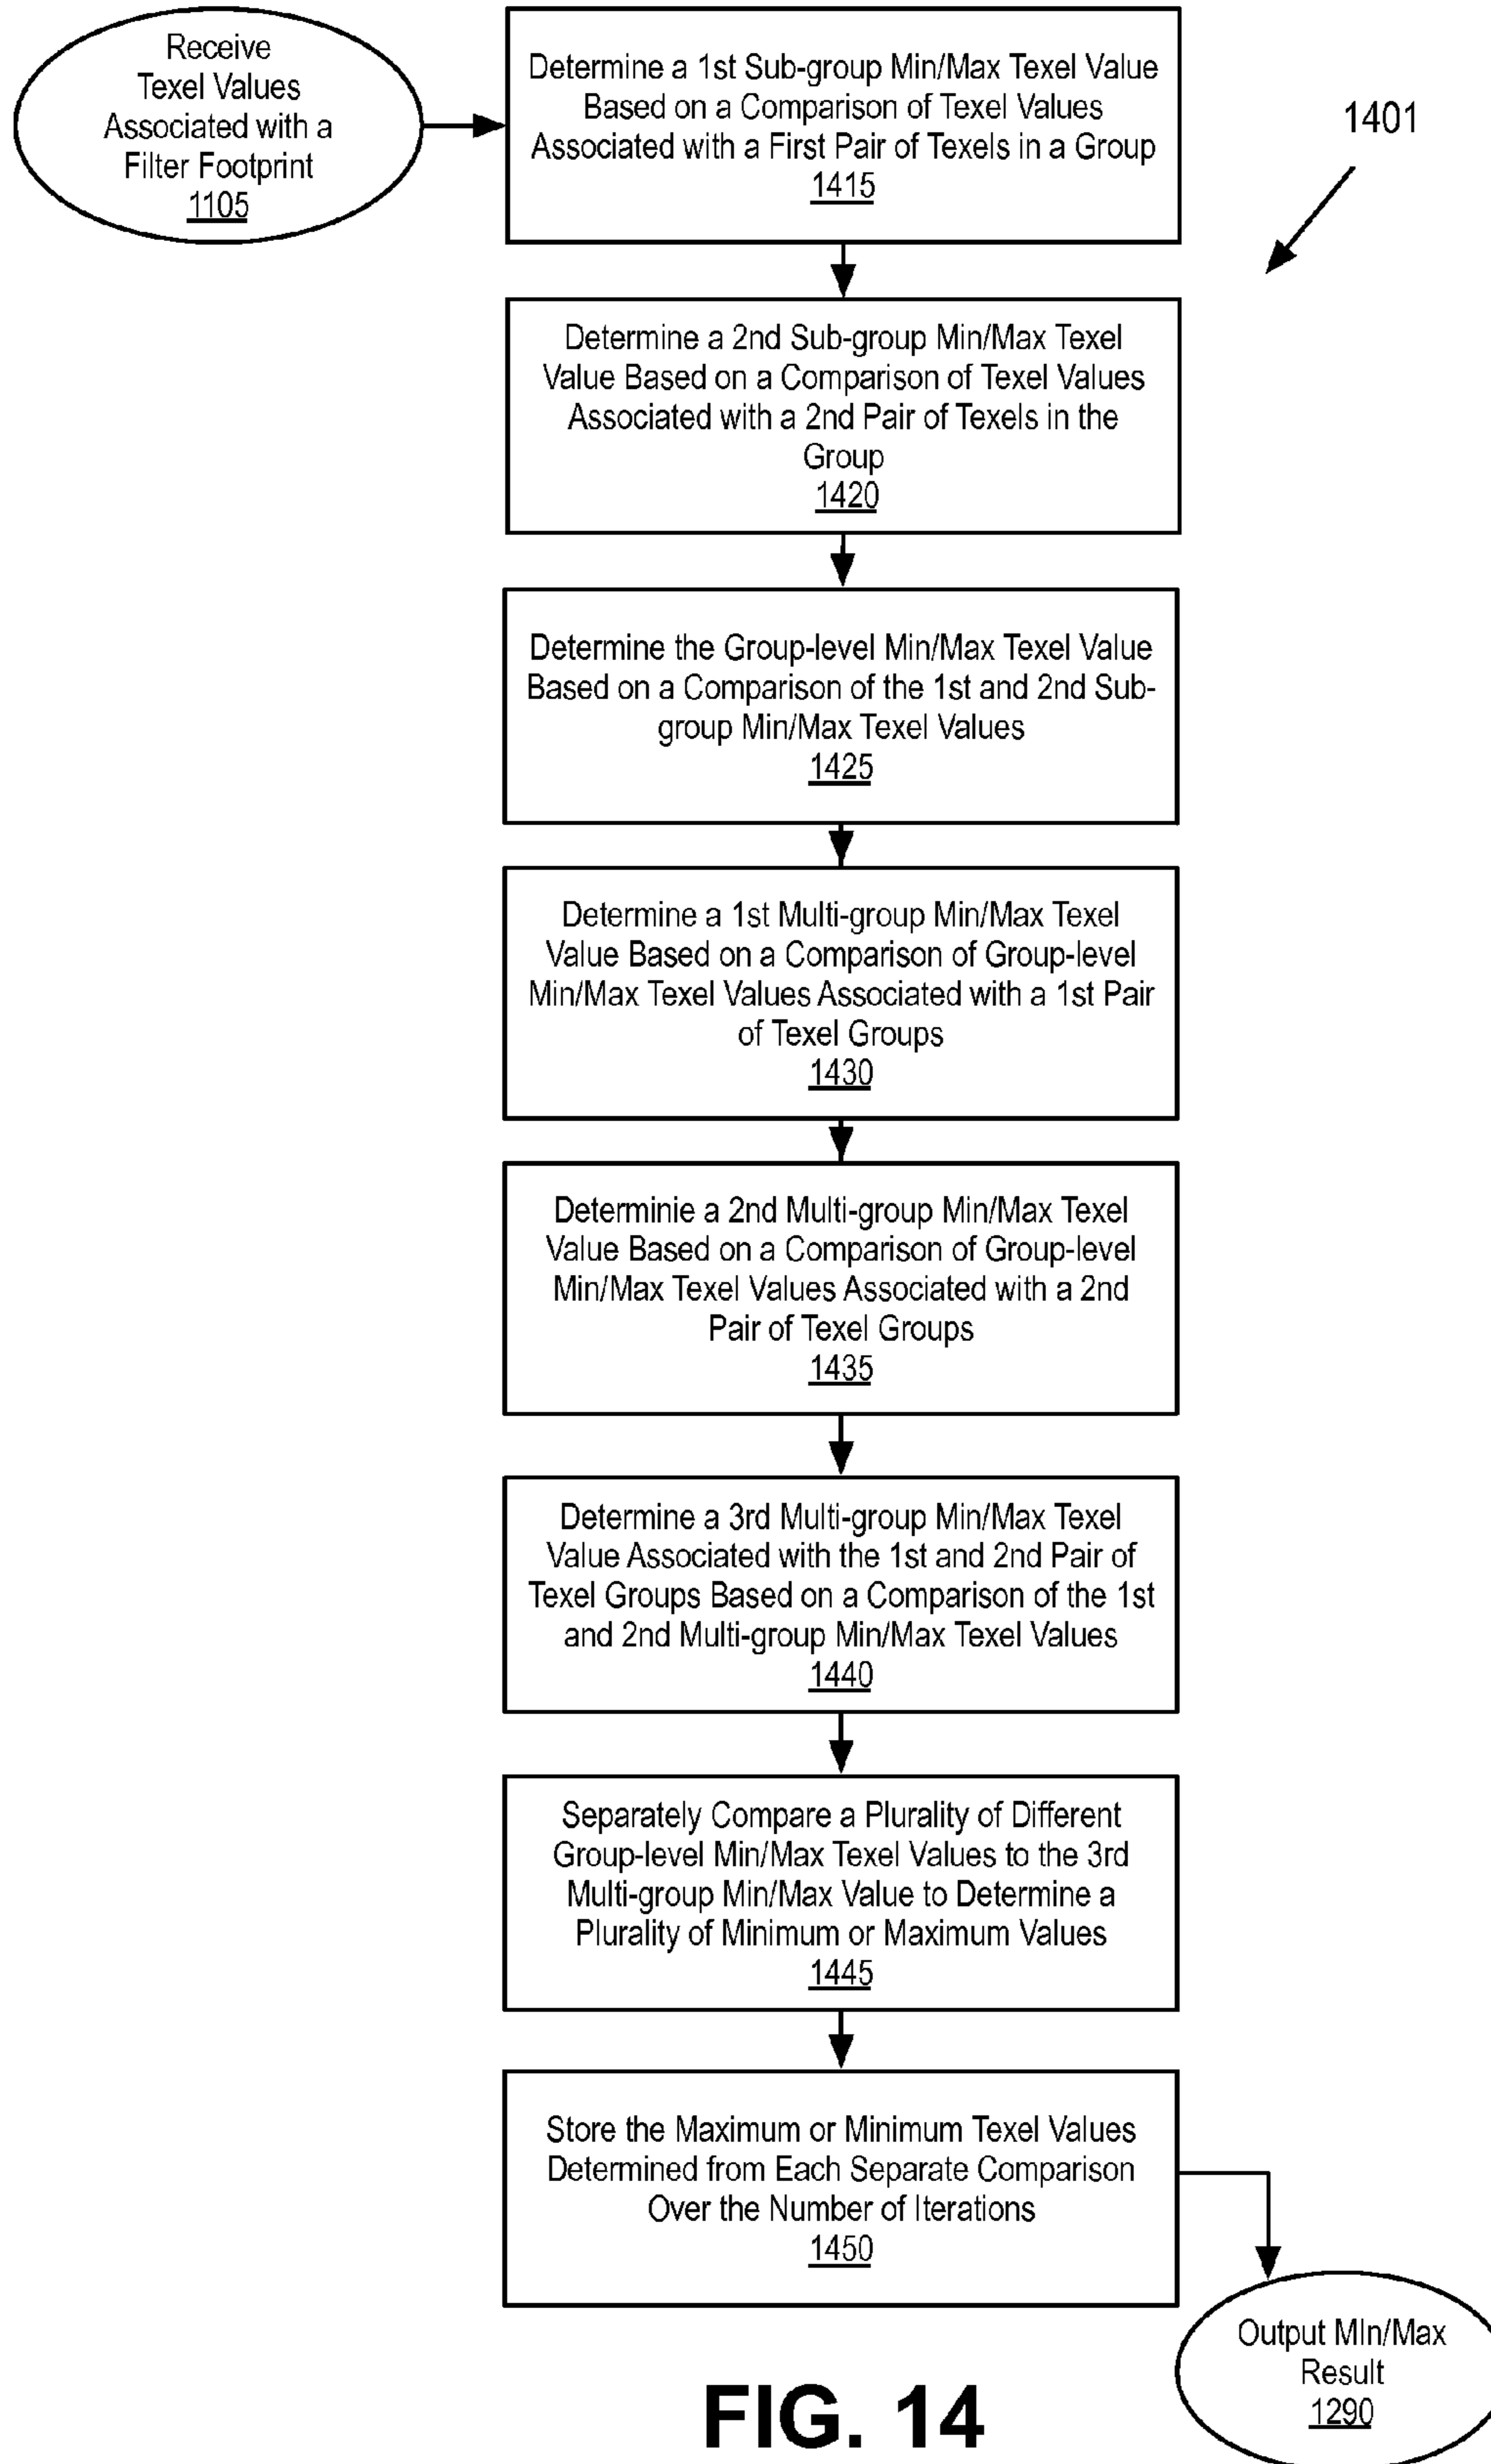 Receive
Texel Values
Associated with a
Filter Footprint
1105
Determine a 1st Sub-group Min/Max Texel Value
Based on a Comparison of Texel Values
Associated with a First Pair of Texels in a Group
1415
1401
Determine a 2nd Sub-group Min/Max Texel
Value Based on a Comparison of Texel Values
Associated with a 2nd Pair of Texels in the
Group
1420
Determine the Group-level Min/Max Texel Value
Based on a Comparison of the 1st and 2nd Sub-
group Min/Max Texel Values
1425
Determine a 1st Multi-group Min/Max Texel
Value Based on a Comparison of Group-level
Min/Max Texel Values Associated with a 1st Pair
of Texel Groups
1430
Determinie a 2nd Multi-group Min/Max Texel
Value Based on a Comparison of Group-level
Min/Max Texel Values Associated with a 2nd
Pair of Texel Groups
1435
Determine a 3rd Multi-group Min/Max Texel
Value Associated with the 1st and 2nd Pair of
Texel Groups Based on a Comparison of the 1st
and 2nd Multi-group Min/Max Texel Values
1440
Separately Compare a Plurality of Different
Group-level Min/Max Texel Values to the 3rd
Multi-group Min/Max Value to Determine a
Plurality of Minimum or Maximum Values
1445
Store the Maximum or Minimum Texel Values
Determined from Each Separate Comparison
Over the Number of Iterations
1450
Output MIn/Max
Result
1290
FIG. 14